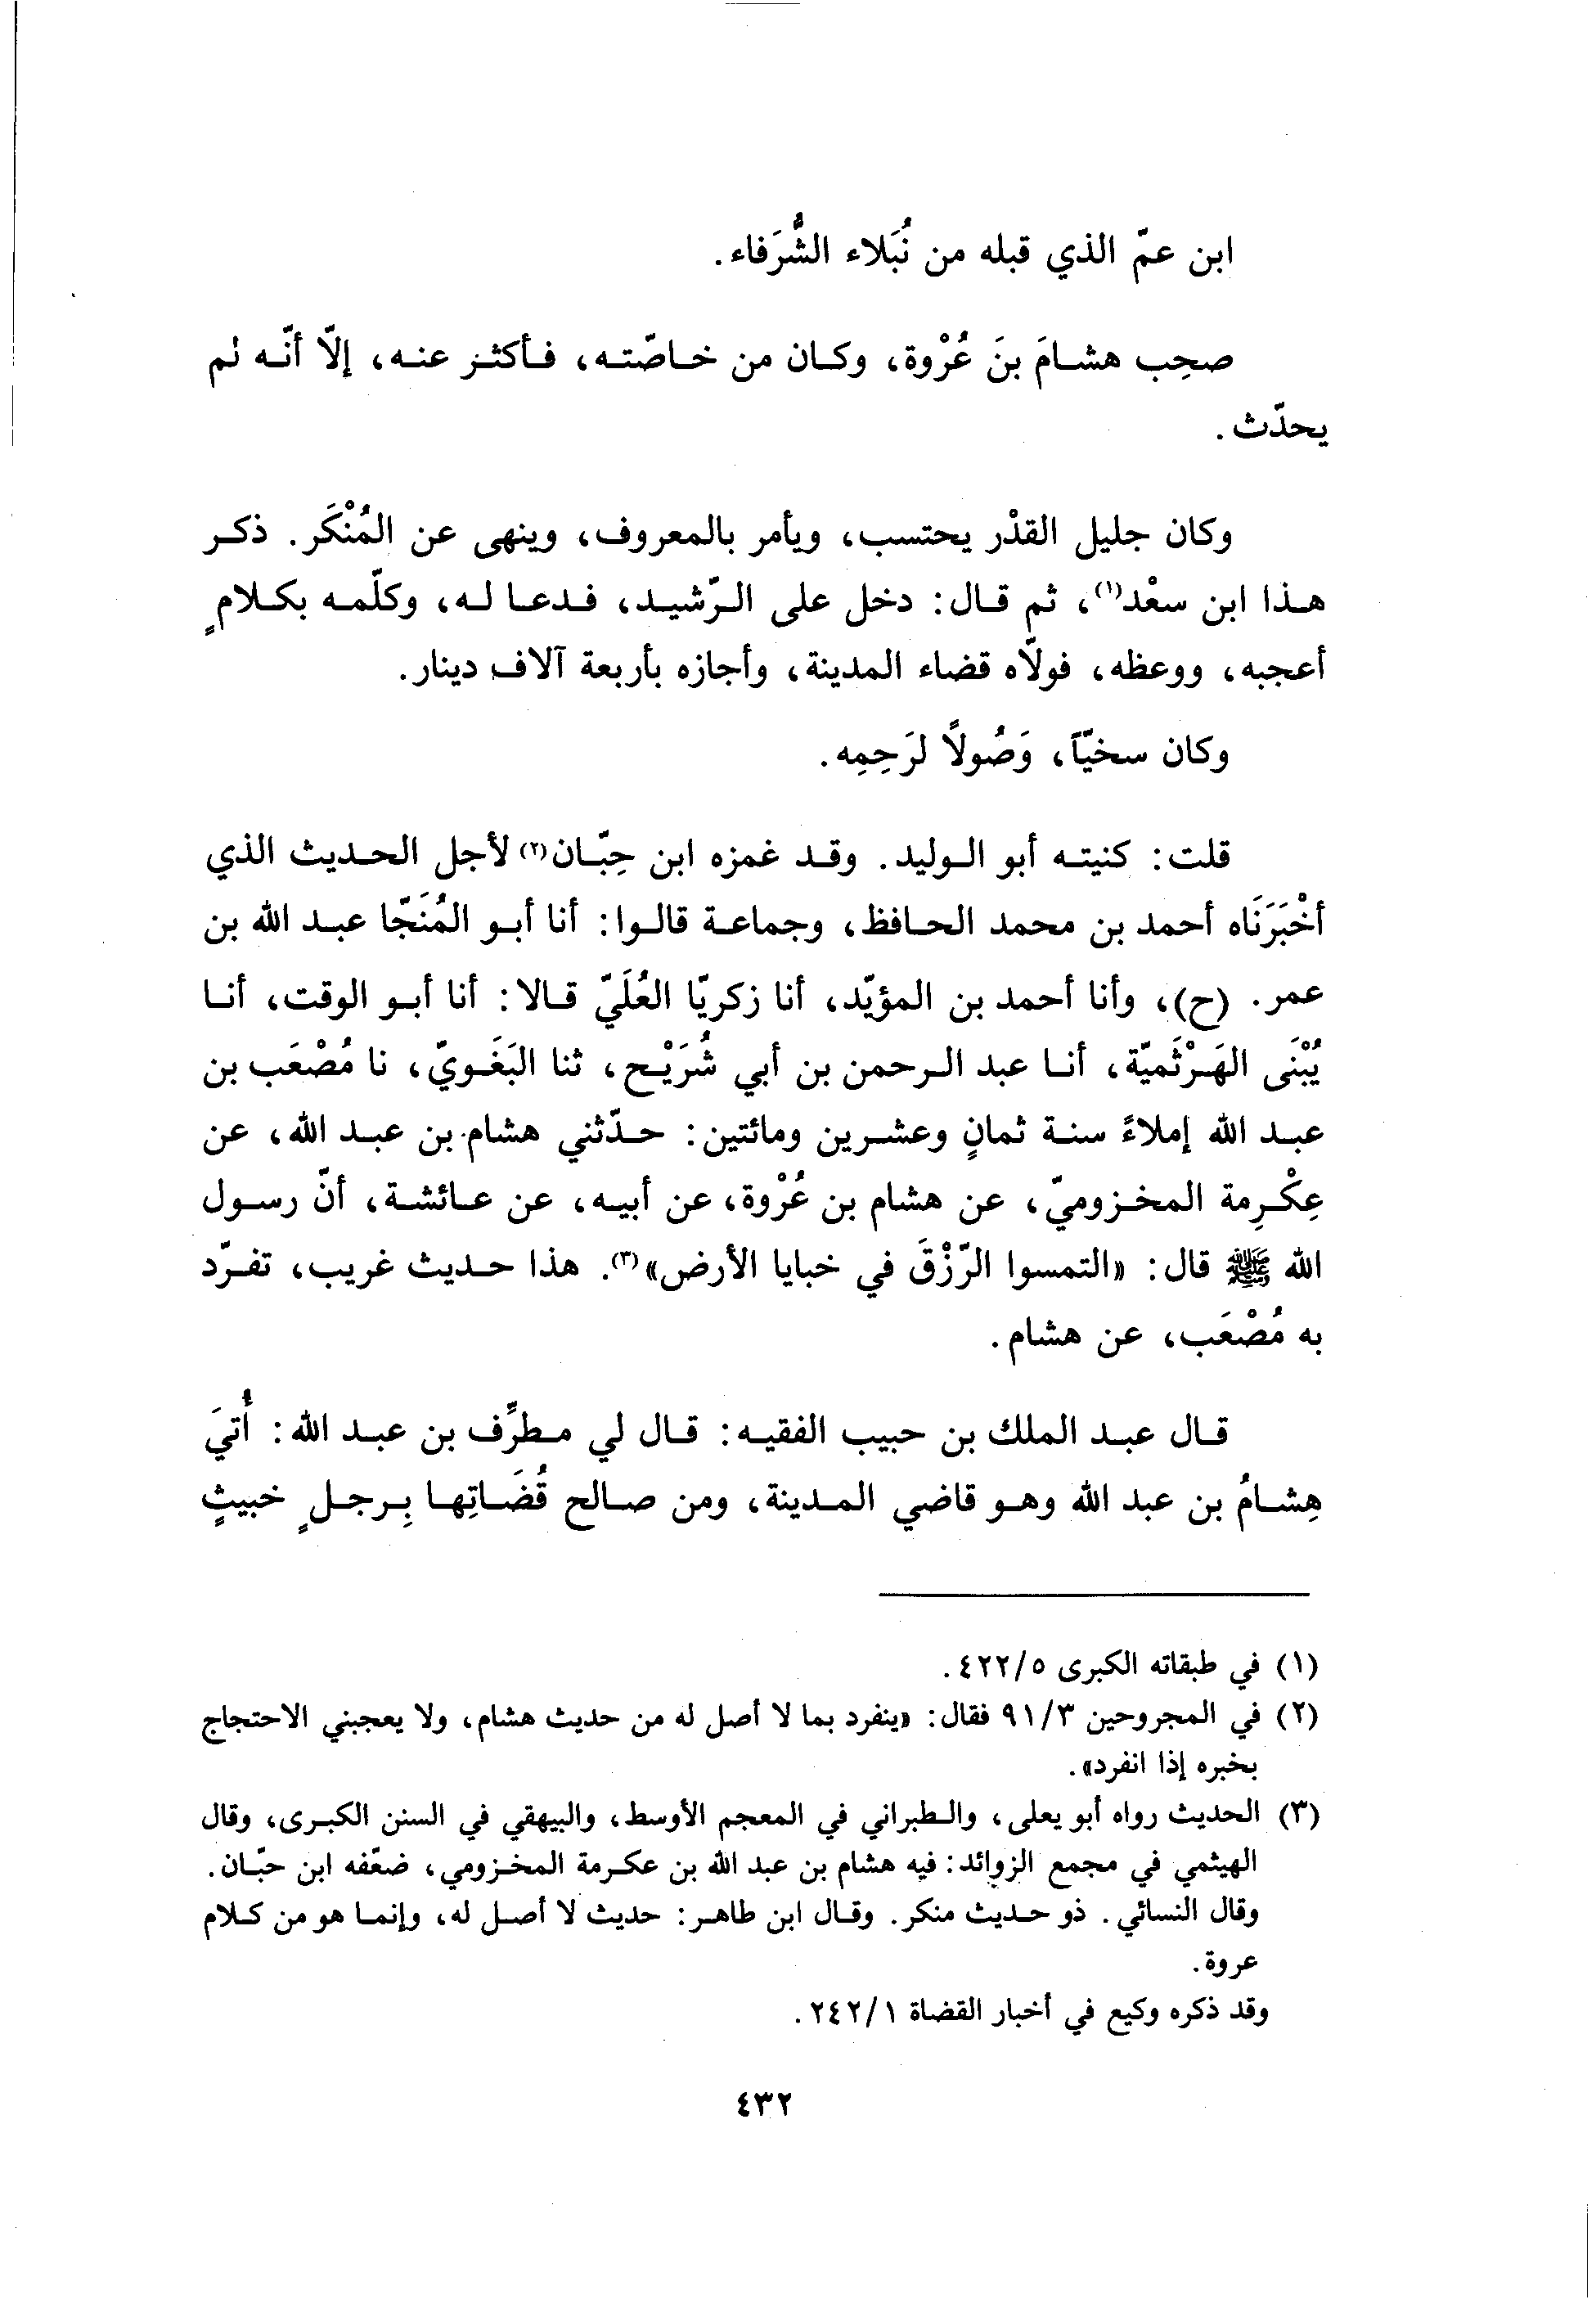 ابن عمّ الذي قبله من نُبَلاء الشُّرَفاء.
صحِب هشامَ بنَ عُرْوة، وكان من خاصّته، فأكثر عنه، إلّا أنّه لم
يحدّث.
وكان جليل القدْر يحتسب، ويأمر بالمعروف، وينهى عن المُنْكَر. ذكر
هذا ابن سعْد(١)، ثم قال: دخل على الرّشيد، فدعا له، وكلّمه بكلامٍ
أعجبه، ووعظه، فولّاه قضاء المدينة، وأجازه بأربعة آلاف دينار.
وكان سخيّاً، وَصُولاً لرَحِمِه.
قلت: كنيته أبو الوليد. وقد غمزه ابن حِبّان(٢) لأجل الحديث الذي
أخْبَرَنَاه أحمد بن محمد الحافظ، وجماعة قالوا: أنا أبو المُنَجّا عبد الله بن
عمر. (ح)، وأنا أحمد بن المؤيّد، أنا زكريّا العُلَيّ قالا: أنا أبو الوقت، أنا
يُبْنَى الهَرْثَميّة، أنا عبد الرحمن بن أبي شُرَيْح، ثنا البَغَويّ، نا مُصْعَب بن
عبد الله إملاءً سنة ثمانٍ وعشرين ومائتين: حدّثني هشام بن عبد الله، عن
عِكْرِمة المخزوميّ، عن هشام بن عُرْوة، عن أبيه، عن عائشة، أنّ رسول
الله ﷺ قال: «التمسوا الرّزْقَ في خبايا الأرض»(٣). هذا حديث غريب، تفرّد
به مُصْعَب، عن هشام.
قال عبد الملك بن حبيب الفقيه: قال لي مطرِّف بن عبد الله: أُتيَ
هِشامُ بن عبد الله وهو قاضي المدينة، ومن صالح قُضَاتِها بِرجلٍ خبيثٍ
(١) في طبقاته الكبرى ٤٢٢/٥.
(٢) في المجروحين ٩١/٣ فقال: «ينفرد بما لا أصل له من حديث هشام، ولا يعجبني الاحتجاج
بخبره إذا انفرد».
(٣) الحديث رواه أبو يعلى، والطبراني في المعجم الأوسط، والبيهقي في السنن الكبرى، وقال
الهيثمي في مجمع الزوائد: فيه هشام بن عبد الله بن عكرمة المخزومي، ضعّفه ابن حبّان.
وقال النسائي. ذو حديث منكر. وقال ابن طاهر: حديث لا أصل له، وإنما هو من كلام
عروة.
وقد ذكره وكيع في أخبار القضاة ٢٤٢/١.
٤٣٢